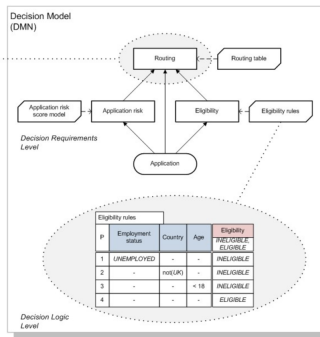 Decision Model
(DMN)
Routing
Routing table
Application risk
score model
Application risk
Eligibility
Eligibility rules
Decision Requirements
Level
Application
Eligibility rules
P
Employment
status
Country
Age
Eligibility
INELIGIBLE,
ELIGIBLE
1 UNEMPLOYED - - INELIGIBLE
2 - not(UK) - INELIGIBLE
3 - - < 18 INELIGIBLE
4 - - - ELIGIBLE
Decision Logic
Level